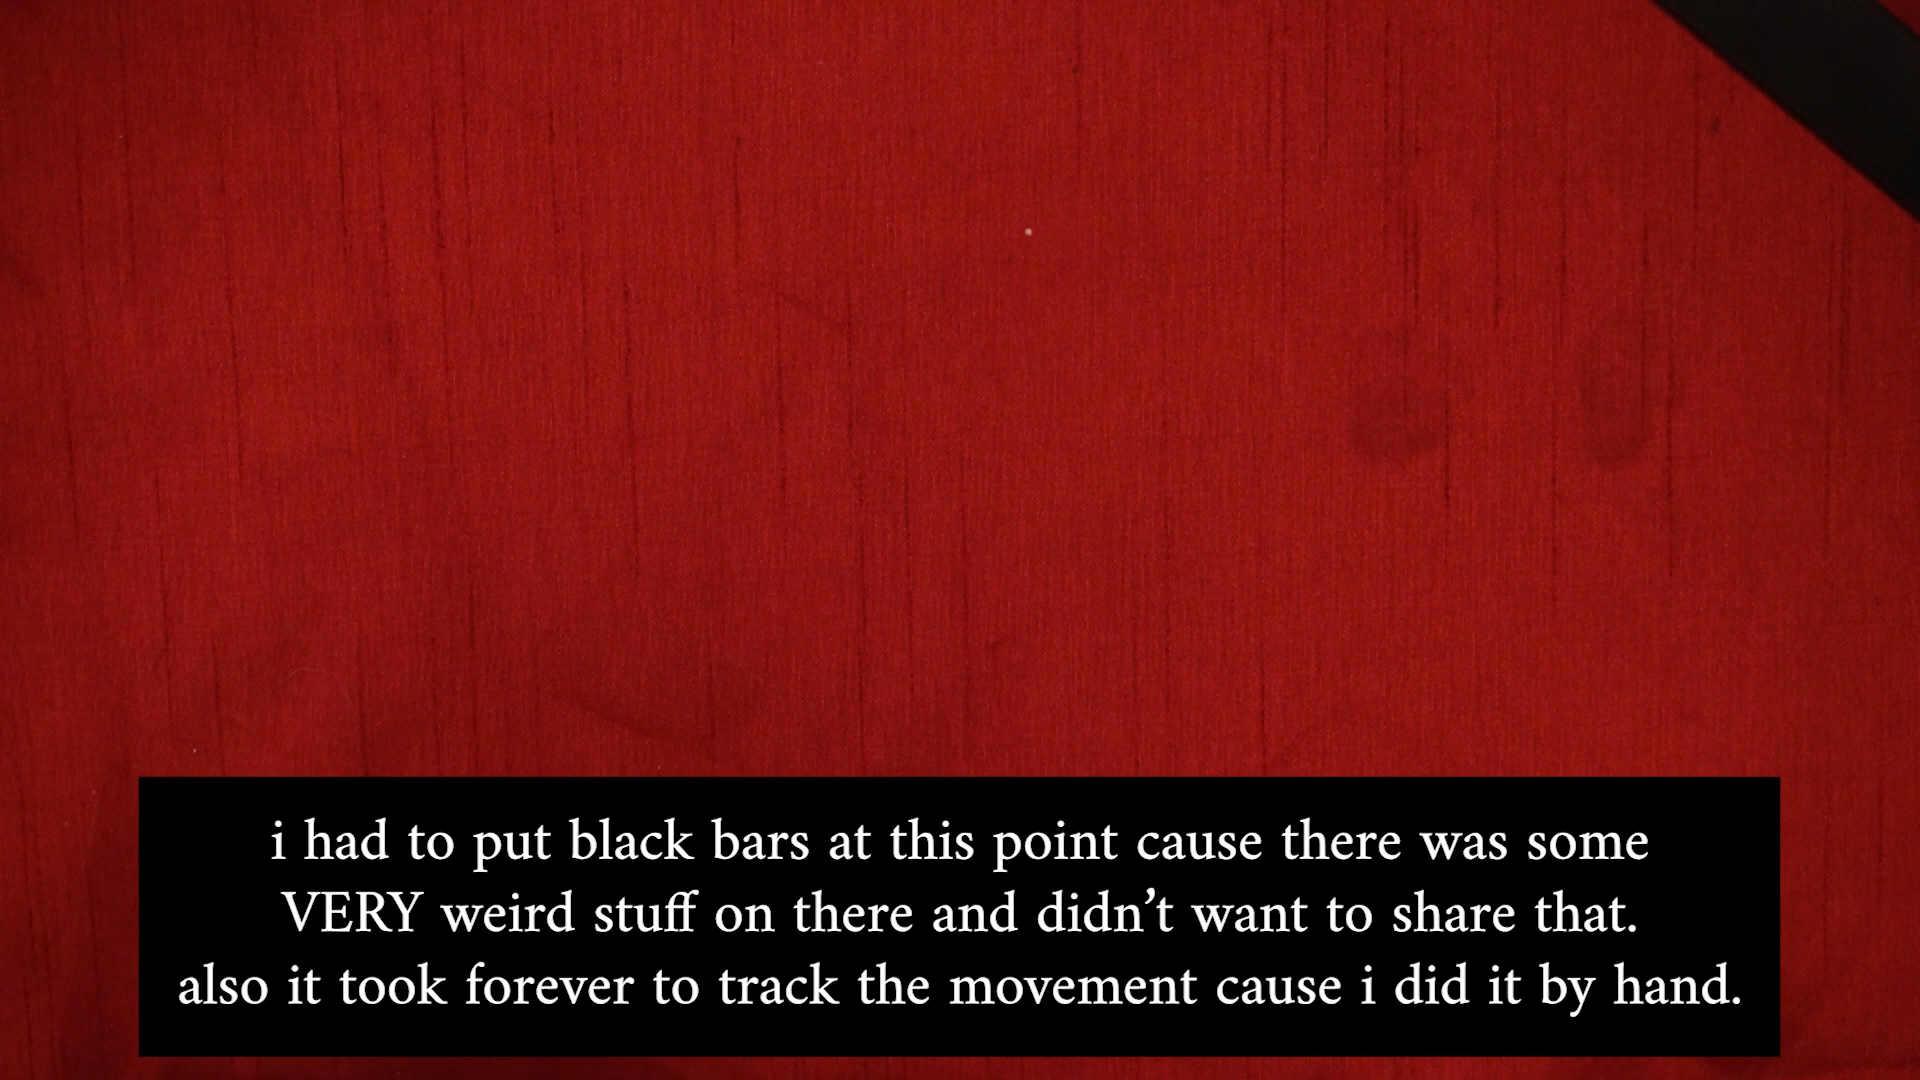 i had to put black bars at this point cause there was some
VERY weird stuff on there and didn't want to share that.
also it took forever to track the movement cause i did it by hand.